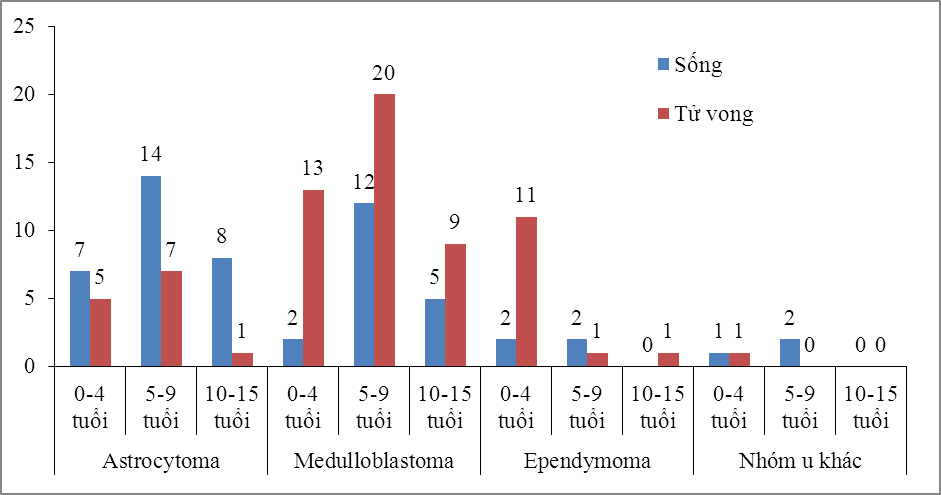 25
20
15
10
5
0
Sống
Tử vong
7 5 14 7 8 1 2 13 12 20 5 9 2 11 2 1 0 1 1 1 2 0 0 0
0-4 tuổi 5-9 tuổi 10-15 tuổi 0-4 tuổi 5-9 tuổi 10-15 tuổi 0-4 tuổi 5-9 tuổi 10-15 tuổi 0-4 tuổi 5-9 tuổi 10-15 tuổi
Astrocytoma Medulloblastoma Ependymoma Nhóm u khác